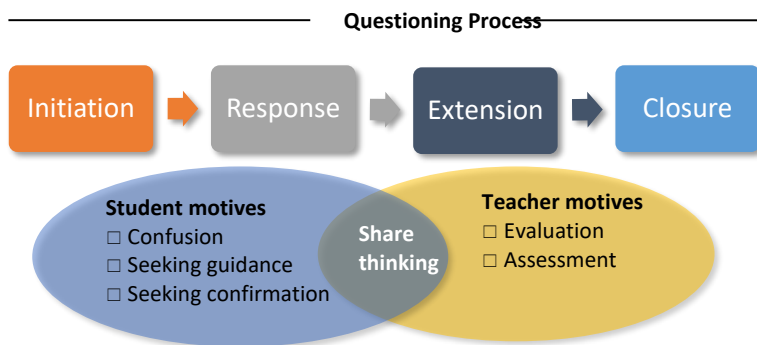 Questioning Process
Initiation
Response
Extension
Closure
Student motives
□ Confusion
□ Seeking guidance
□ Seeking confirmation
Share
thinking
Teacher motives
□ Evaluation
□ Assessment